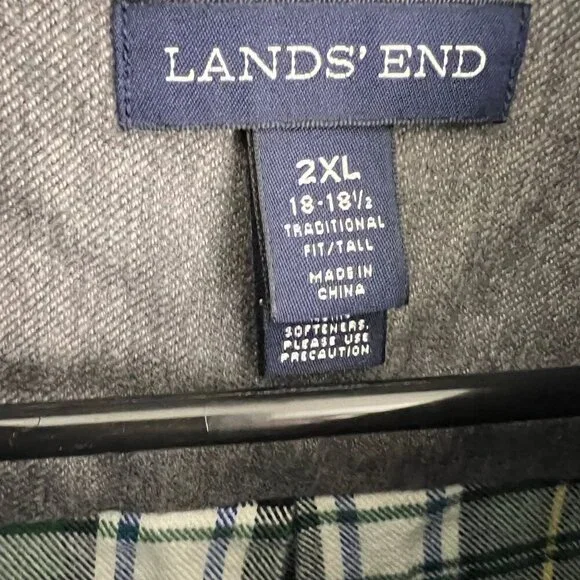 LANDS' END
2XL
18-18½
TRADITIONAL
FIT/TALL
MADE IN
CHINA
SOFTENERS.
PLEASE USE
PRECAUTION